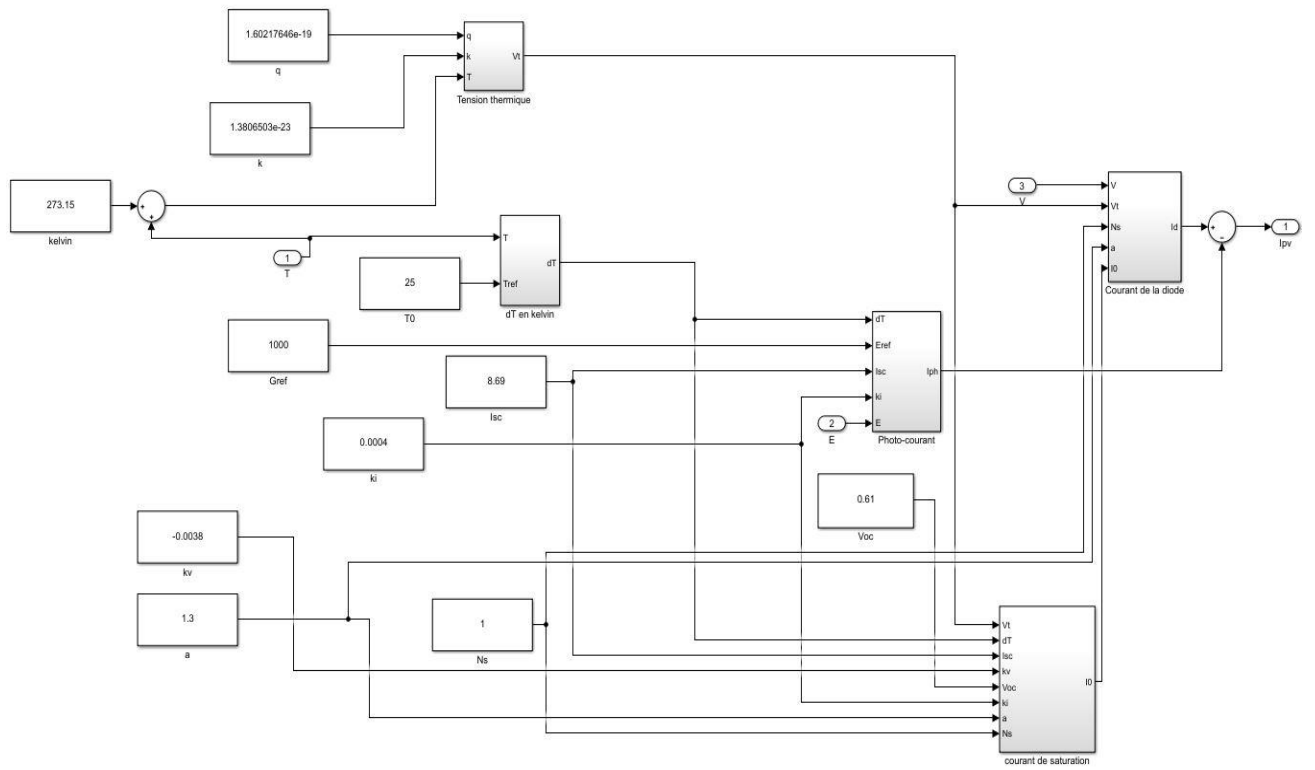 1.60217646e-19
q
q
k
T
Vt
Tension thermique
1.3806503e-23
k
273.15
kelvin
+
+
1
T
T
Tref
dT
dT en kelvin
25
T0
1000
Gref
8.69
Isc
0.0004
ki
3
V
V
Vt
Ns
a
I0
Id
Courant de la diode
+
-
1
Ipv
dT
Eref
Isc
ki
E
Iph
Photo-courant
2
E
0.61
Voc
-0.0038
kv
1.3
a
1
Ns
Vt
dT
Isc
kv
Voc
ki
a
Ns
I0
courant de saturation